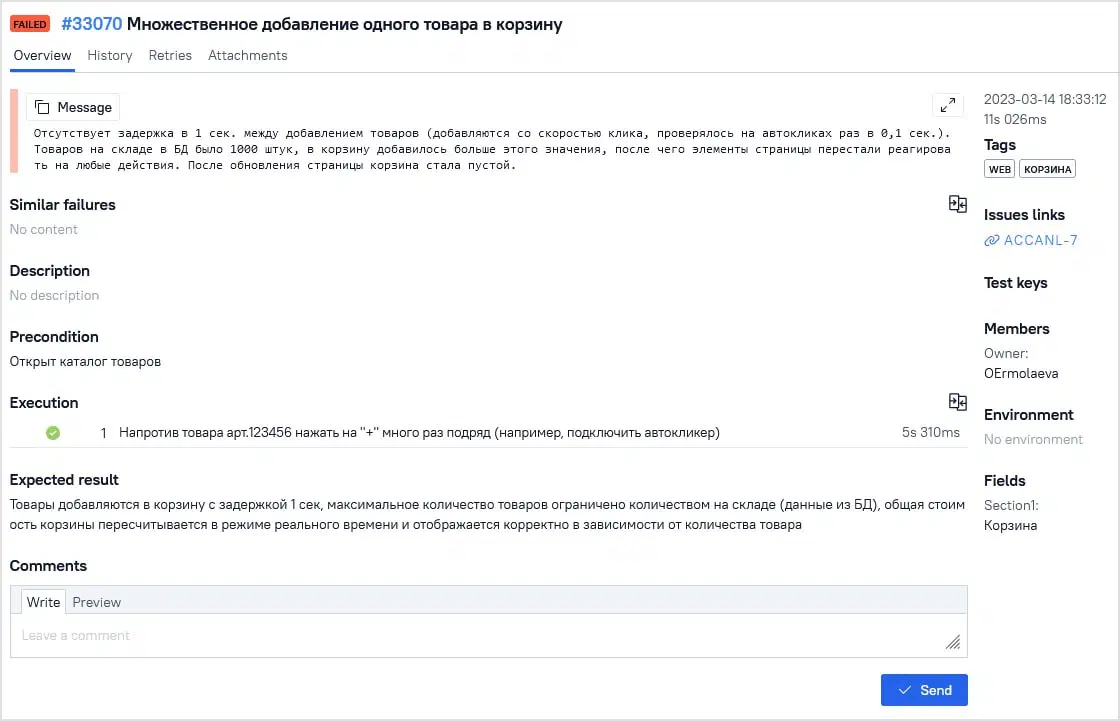 FAILED #33070 Множественное добавление одного товара в корзину
Overview History Retries Attachments
Message
Отсутствует задержка в 1 сек. между добавлением товаров (добавляются со скоростью клика, проверялось на автокликах раз в 0,1 сек.).
Товаров на складе в БД было 1000 штук, в корзину добавилось больше этого значения, после чего элементы страницы перестали реагирова
ть на любые действия. После обновления страницы корзина стала пустой.
Similar failures
No content
Description
No description
Precondition
Открыт каталог товаров
Execution
1 Напротив товара арт.123456 нажать на "+" много раз подряд (например, подключить автокликер) 5s 310ms
Expected result
Товары добавляются в корзину с задержкой 1 сек, максимальное количество товаров ограничено количеством на складе (данные из БД), общая стоим
ость корзины пересчитывается в режиме реального времени и отображается корректно в зависимости от количества товара
Comments
Write Preview
Leave a comment
Send
2023-03-14 18:33:12
11s 026ms
Tags
WEB КОРЗИНА
Issues links
ACCANL-7
Test keys
Members
Owner:
OErmolaeva
Environment
No environment
Fields
Section1:
Корзина